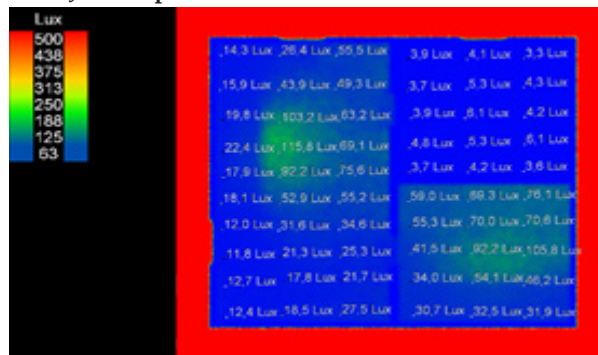 Lux
500
438
375
313
250
188
125
63
14,3 Lux 26,4 Lux 55,5 Lux 3,9 Lux 4,1 Lux 3,3 Lux
15,9 Lux 43,9 Lux 49,3 Lux 3,7 Lux 5,3 Lux 4,3 Lux
19,8 Lux 103,2 Lux 63,2 Lux 3,9 Lux 6,1 Lux 4,2 Lux
22,4 Lux 115,8 Lux 69,1 Lux 4,8 Lux 5,3 Lux 6,1 Lux
17,9 Lux 92,2 Lux 75,6 Lux 3,7 Lux 4,2 Lux 3,6 Lux
18,1 Lux 52,9 Lux 55,2 Lux 59,0 Lux 69,3 Lux 76,1 Lux
12,0 Lux 31,6 Lux 34,6 Lux 55,3 Lux 70,0 Lux 70,6 Lux
11,8 Lux 21,3 Lux 25,3 Lux 41,5 Lux 92,2 Lux 105,8 Lux
12,7 Lux 17,8 Lux 21,7 Lux 34,0 Lux 54,1 Lux Lux
12,4 Lux 18,5 Lux 27,5 Lux 30,7 Lux 32,5 Lux 31,9 Lux